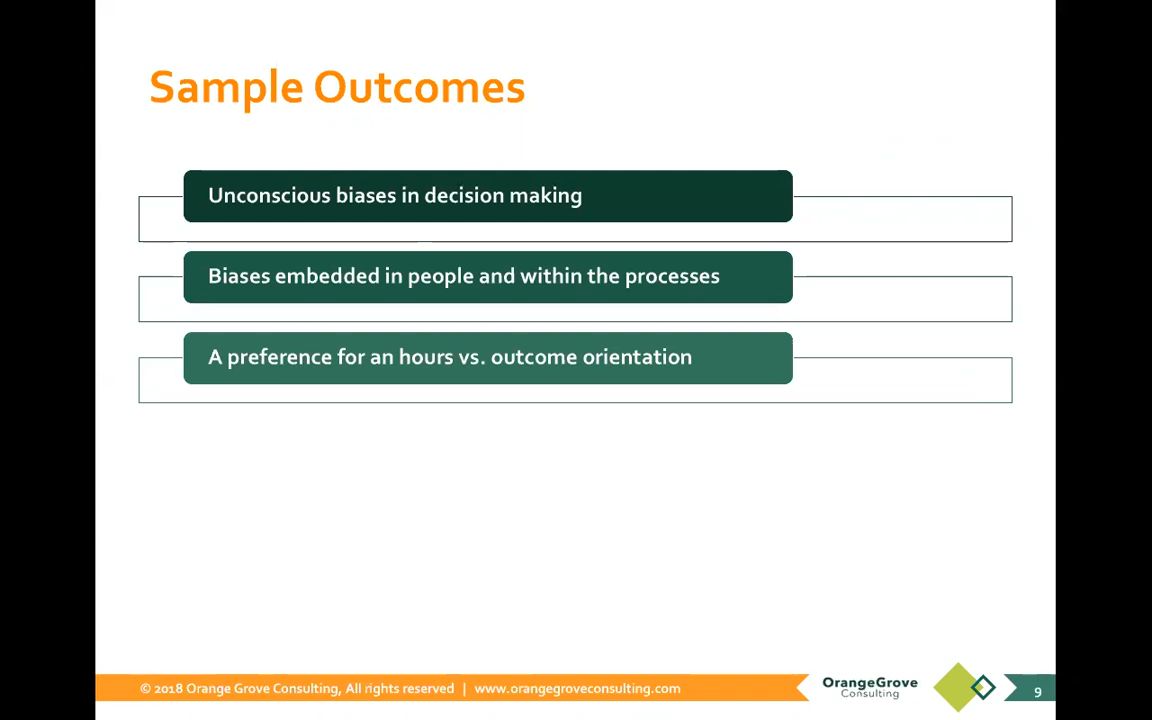 Sample Outcomes
Unconscious biases in decision making
Biases embedded in people and within the processes
A preference for an hours vs. outcome orientation
© 2018 Orange Grove Consulting, All rights reserved | www.orangegroveconsulting.com
OrangeGrove
Consulting
9